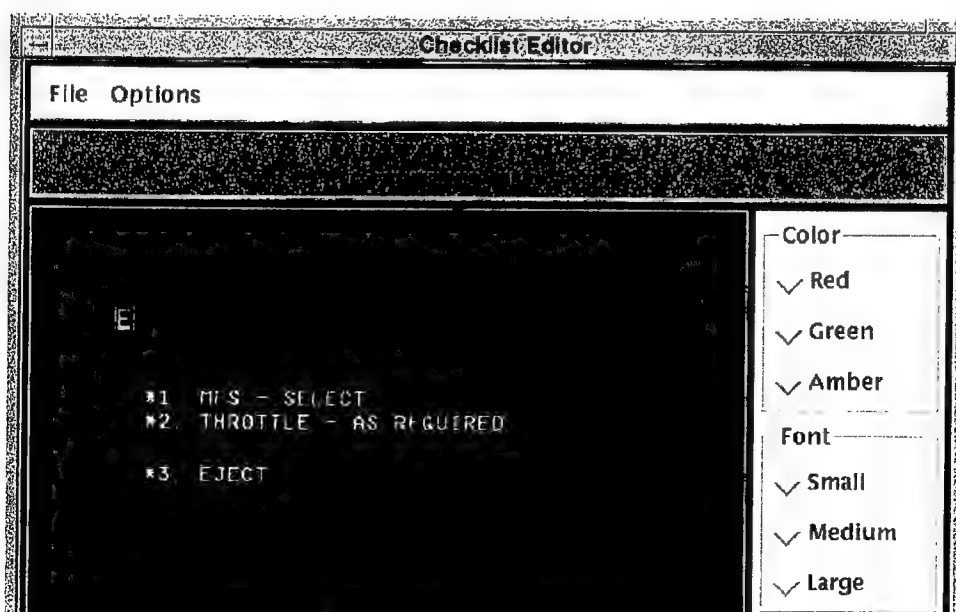 Checklist Editor
File Options
E
*1 MFS - SELECT
*2. THROTTLE - AS REQUIRED
*3. EJECT
Color
Red
Green
Amber
Font
Small
Medium
Large